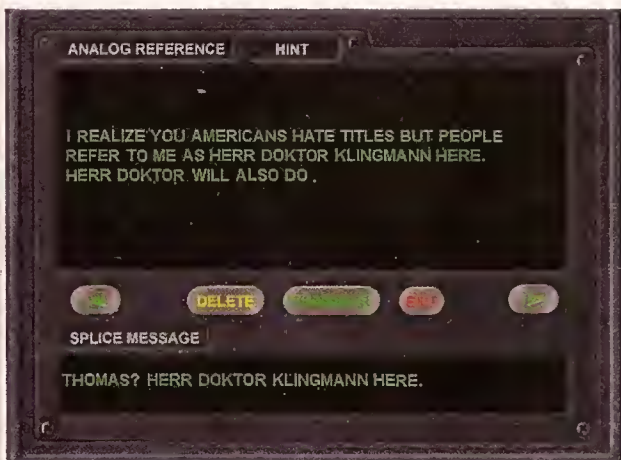 ANALOG REFERENCE HINT
I REALIZE YOU AMERICANS HATE TITLES BUT PEOPLE
REFER TO ME AS HERR DOKTOR KLINGMANN HERE.
HERR DOKTOR WILL ALSO DO .
DELETE EXIT
SPLICE MESSAGE
THOMAS? HERR DOKTOR KLINGMANN HERE.